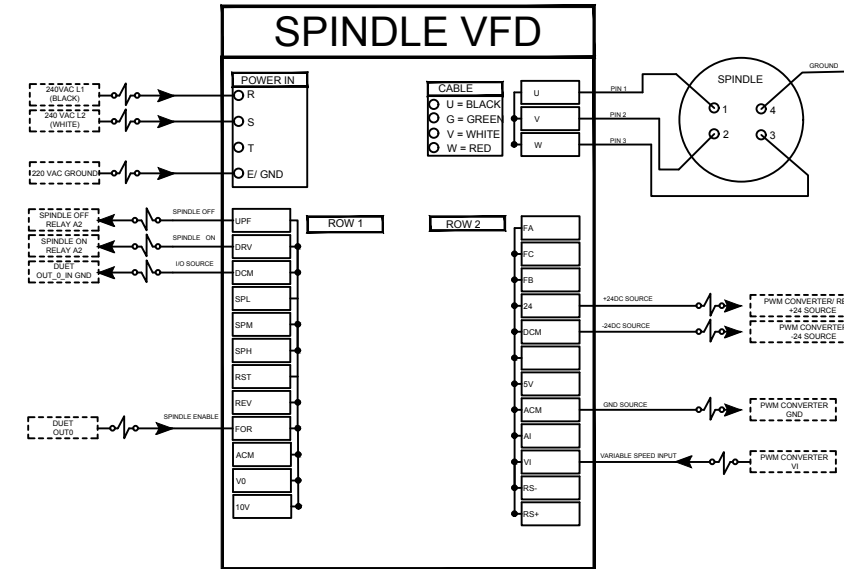 SPINDLE VFD
240VAC L1
(BLACK)
240 VAC L2
(WHITE)
220 VAC GROUND
POWER IN
R
S
T
E/ GND
CABLE
U = BLACK
G = GREEN
V = WHITE
W = RED
U
V
W
PIN 1
PIN 2
PIN 3
SPINDLE
1
2
3
4
GROUND
SPINDLE OFF
RELAY A2
SPINDLE ON
RELAY A2
DUET
OUT_0_IN GND
DUET
OUT0
SPINDLE OFF
SPINDLE ON
I/O SOURCE
SPINDLE ENABLE
ROW 1
UPF
DRV
DCM
SPL
SPM
SPH
RST
REV
FOR
ACM
V0
10V
ROW 2
FA
FC
FB
24
DCM
5V
ACM
AI
VI
RS-
RS+
+24DC SOURCE
-24DC SOURCE
GND SOURCE
VARIABLE SPEED INPUT
PWM CONVERTER/ RE
+24 SOURCE
PWM CONVERTER
-24 SOURCE
PWM CONVERTER
GND
PWM CONVERTER
VI